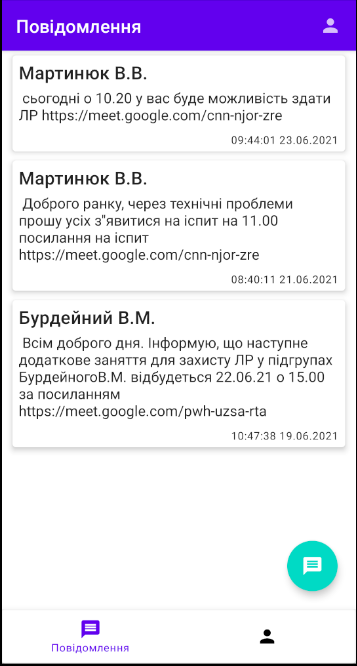 Повідомлення
Мартинюк В.В.
сьогодні о 10.20 у вас буде можливість здати
ЛР https://meet.google.com/cnn-njor-zre
09:44:01 23.06.2021
Мартинюк В.В.
Доброго ранку, через технічні проблеми
прошу усіх з"явитися на іспит на 11.00
посилання на іспит
https://meet.google.com/cnn-njor-zre
08:40:11 21.06.2021
Бурдейний В.М.
Всім доброго дня. Інформую, що наступне
додаткове заняття для захисту ЛР у підгрупах
БурдейногоВ.М. відбудеться 22.06.21 о 15.00
за посиланням
https://meet.google.com/pwh-uzsa-rta
10:47:38 19.06.2021
Повідомлення